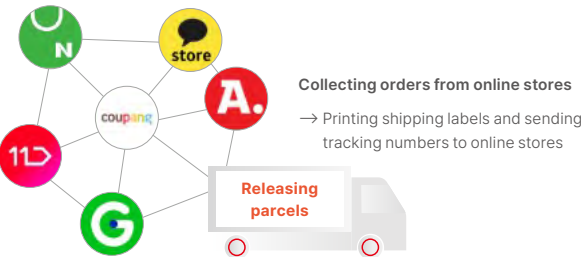 N
store
A.
coupang
11
G
Releasing
parcels
Collecting orders from online stores
→ Printing shipping labels and sending
tracking numbers to online stores